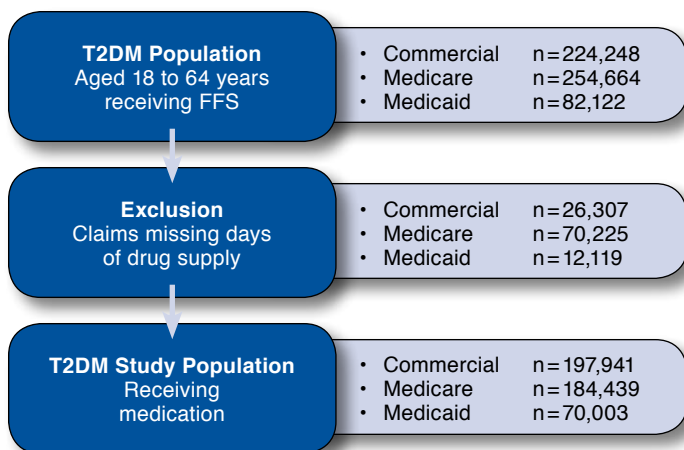 T2DM Population
Aged 18 to 64 years
receiving FFS
• Commercial n=224,248
• Medicare n=254,664
• Medicaid n=82,122
Exclusion
Claims missing days
of drug supply
• Commercial n=26,307
• Medicare n=70,225
• Medicaid n=12,119
T2DM Study Population
Receiving
medication
• Commercial n=197,941
• Medicare n=184,439
• Medicaid n=70,003